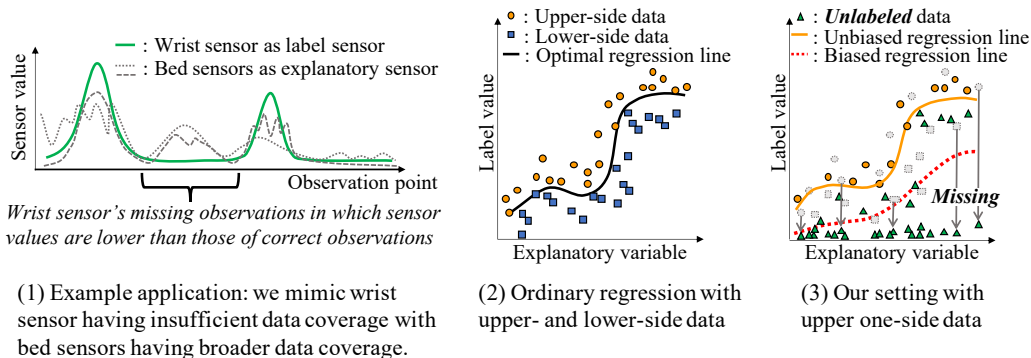 : Wrist sensor as label sensor
: Bed sensors as explanatory sensor
Sensor value
Observation point
Wrist sensor's missing observations in which sensor
values are lower than those of correct observations
(1) Example application: we mimic wrist
sensor having insufficient data coverage with
bed sensors having broader data coverage.
: Upper-side data
: Lower-side data
: Optimal regression line
Label value
Explanatory variable
(2) Ordinary regression with
upper- and lower-side data
: Unlabeled data
: Unbiased regression line
: Biased regression line
Label value
Missing
Explanatory variable
(3) Our setting with
upper one-side data